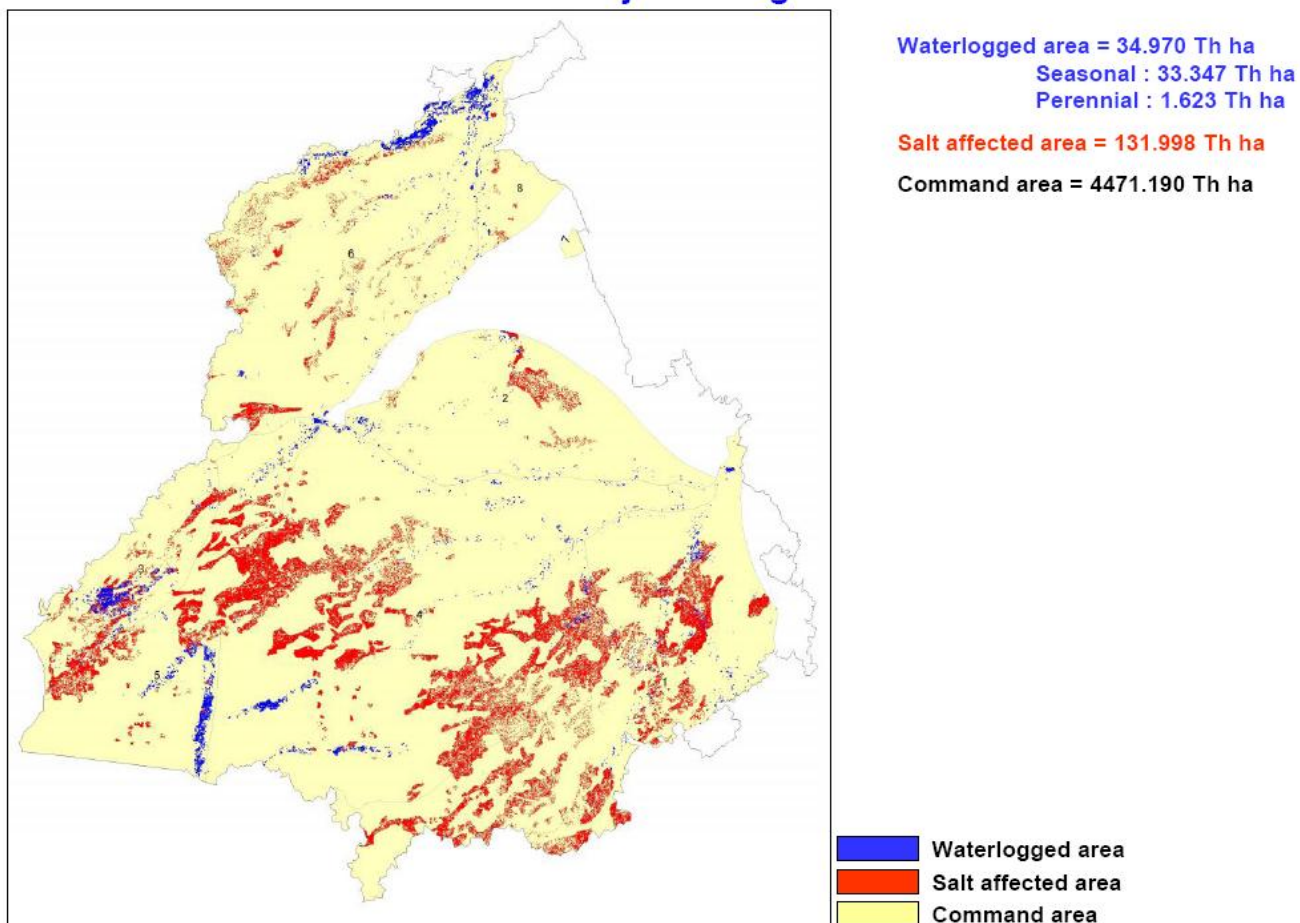 Waterlogged area = 34.970 Th ha
Seasonal : 33.347 Th ha
Perennial : 1.623 Th ha
Salt affected area = 131.998 Th ha
Command area = 4471.190 Th ha
8
7
6
2
3
4
5
1
Waterlogged area
Salt affected area
Command area